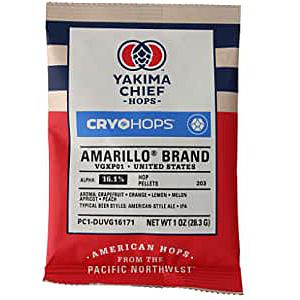 YAKIMA
CHIEF
-HOPS-
CRYOHOPS™
AMARILLO® BRAND
VGXP01 • UNITED STATES
ALPHA: 16.1% HOP PELLETS 203
AROMA: GRAPEFRUIT • ORANGE • LEMON • MELON
APRICOT • PEACH
TYPICAL BEER STYLES: AMERICAN-STYLE ALE • IPA
PC1-DUVG16171 NET WT 1 OZ (28.3 G)
AMERICAN HOPS
FROM THE
PACIFIC NORTHWEST